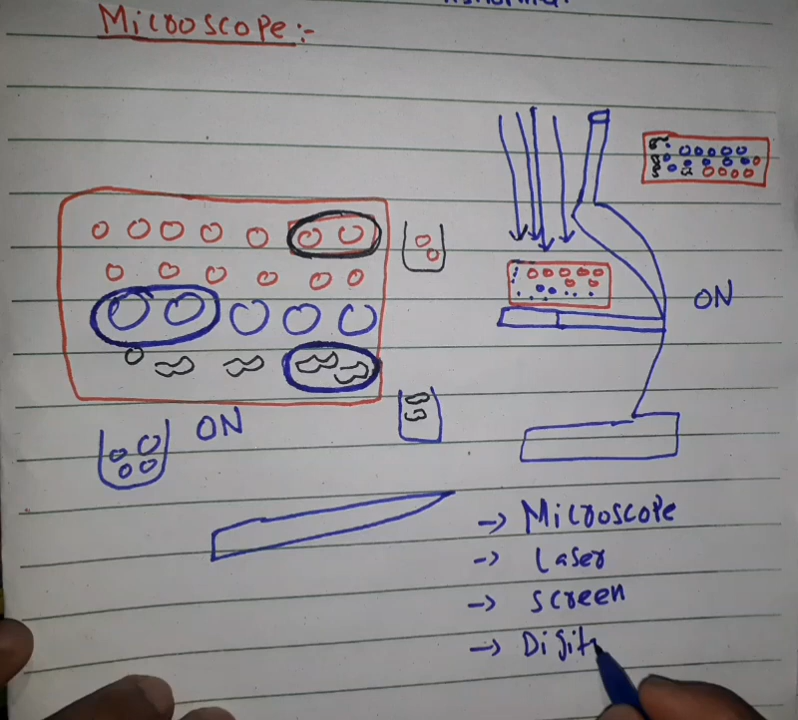 Microscope:-
ON
ON
→ Microscope
→ Laser
→ screen
→ Digit